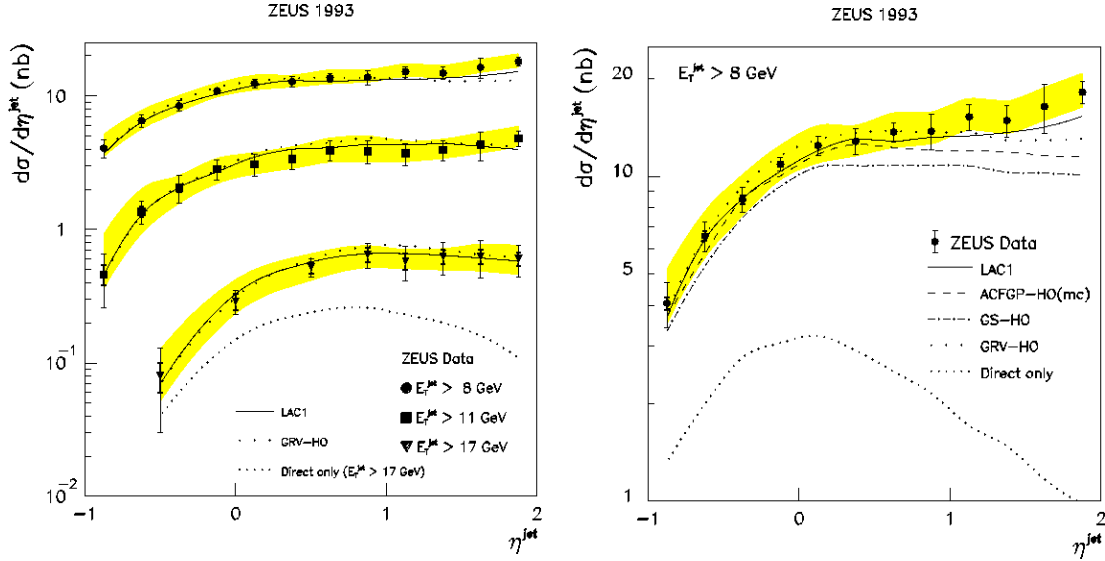 ZEUS 1993
dσ/dη^jet (nb)
10
1
10^-1
10^-2
ZEUS Data
E_T^jet > 8 GeV
E_T^jet > 11 GeV
E_T^jet > 17 GeV
LAC1
GRV-HO
Direct only (E_T^jet > 17 GeV)
-1
0
1
2
η^jet
ZEUS 1993
dσ/dη^jet (nb)
E_T^jet > 8 GeV
20
10
5
2
1
ZEUS Data
LAC1
ACFGP-HO(mc)
GS-HO
GRV-HO
Direct only
-1
0
1
2
η^jet